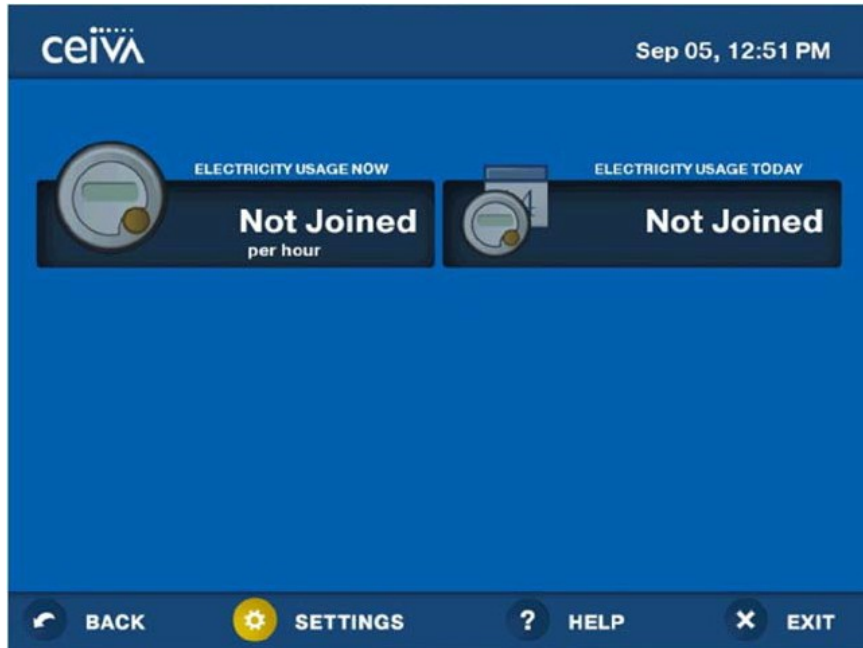 ceiva
Sep 05, 12:51 PM
ELECTRICITY USAGE NOW
Not Joined
per hour
ELECTRICITY USAGE TODAY
Not Joined
BACK
SETTINGS
? HELP
EXIT